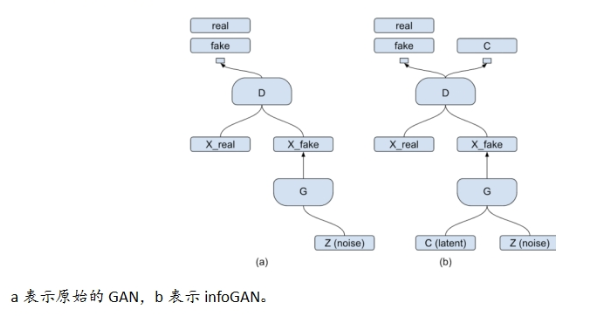 real
real
fake
fake
C
D
D
X_real
X_fake
X_real
X_fake
G
G
Z (noise)
C (latent)
Z (noise)
(a)
(b)
a 表示原始的 GAN，b 表示 infoGAN。